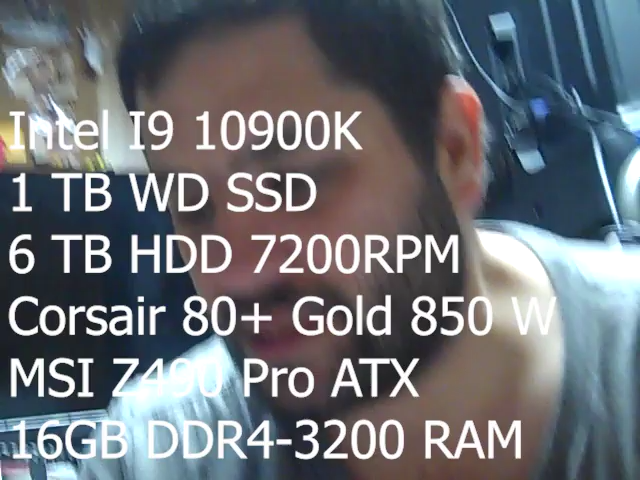 Intel I9 10900K
1 TB WD SSD
6 TB HDD 7200RPM
Corsair 80+ Gold 850 W
MSI Z490 Pro ATX
16GB DDR4-3200 RAM